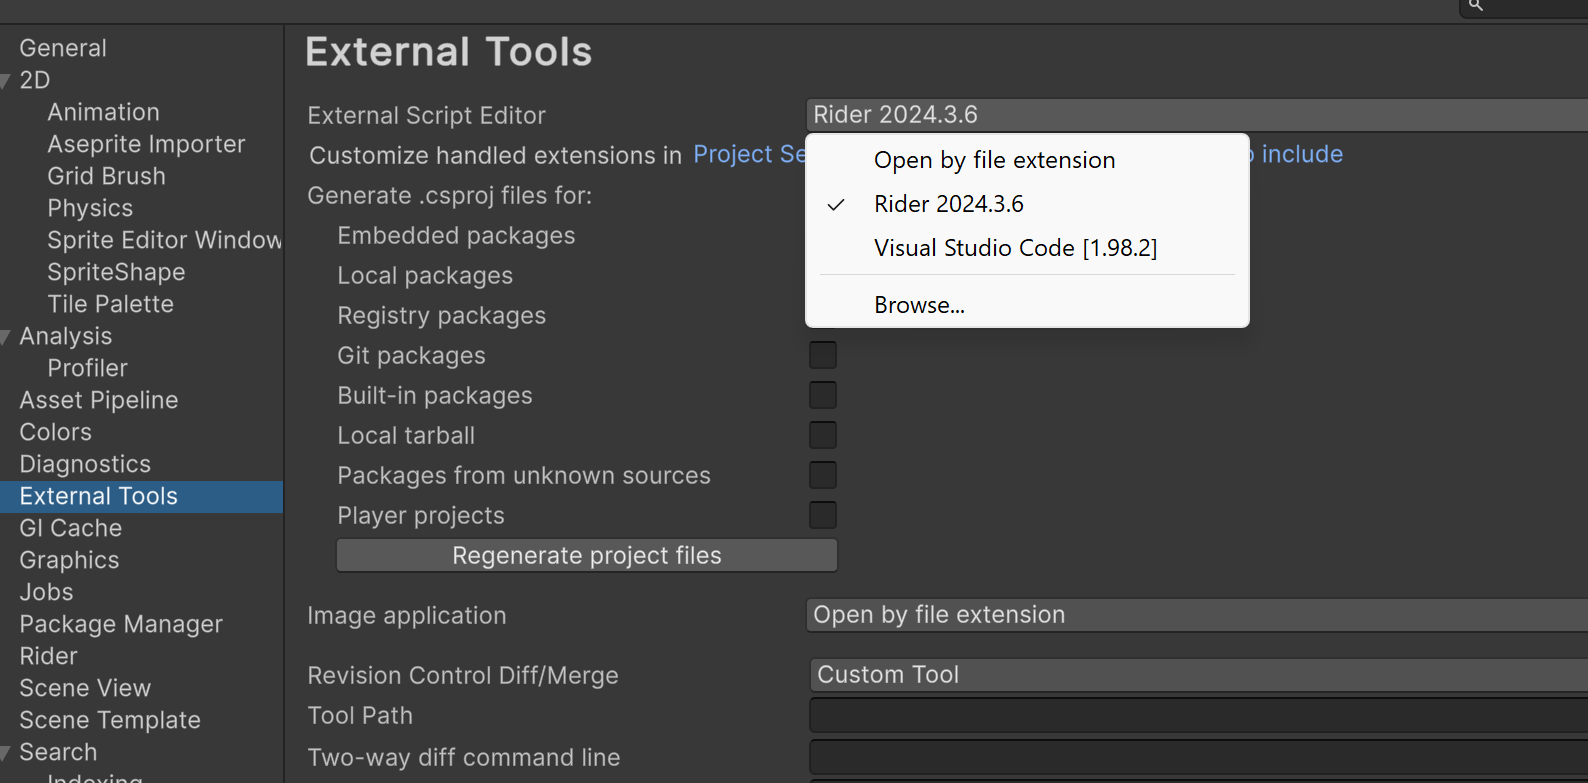 General
2D
Animation
Aseprite Importer
Grid Brush
Physics
Sprite Editor Window
SpriteShape
Tile Palette
Analysis
Profiler
Asset Pipeline
Colors
Diagnostics
External Tools
GI Cache
Graphics
Jobs
Package Manager
Rider
Scene View
Scene Template
Search
Indexing
External Tools
External Script Editor
Rider 2024.3.6
Customize handled extensions in Project Se
include
Open by file extension
Rider 2024.3.6
Visual Studio Code [1.98.2]
Browse...
Generate .csproj files for:
Embedded packages
Local packages
Registry packages
Git packages
Built-in packages
Local tarball
Packages from unknown sources
Player projects
Regenerate project files
Image application
Open by file extension
Revision Control Diff/Merge
Custom Tool
Tool Path
Two-way diff command line